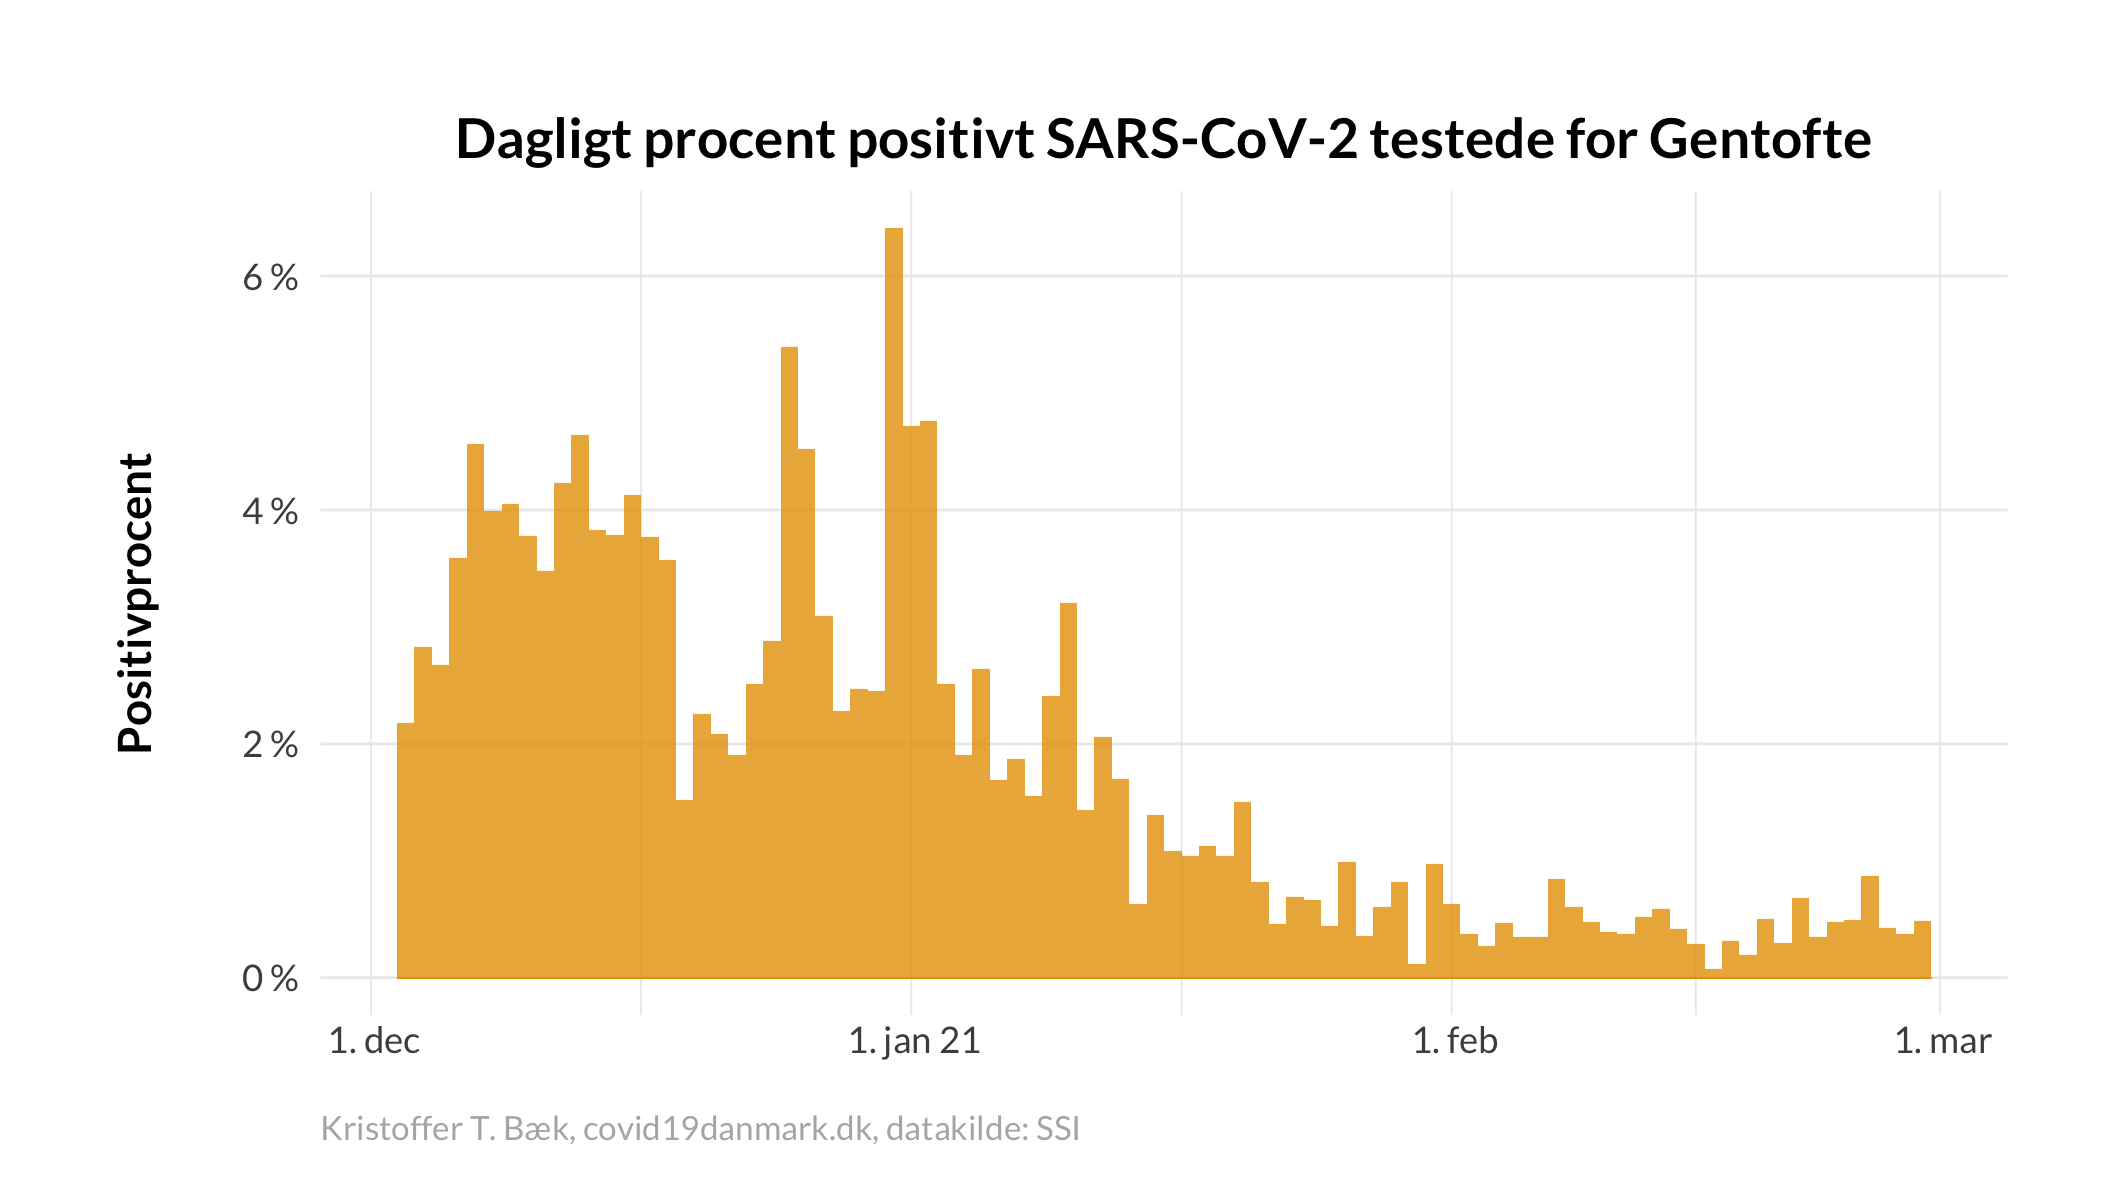 Dagligt procent positivt SARS-CoV-2 testede for Gentofte
Positivprocent
6 %
4 %
2 %
0 %
1. dec
1. jan 21
1. feb
1. mar
Kristoffer T. Bæk, covid19danmark.dk, datakilde: SSI